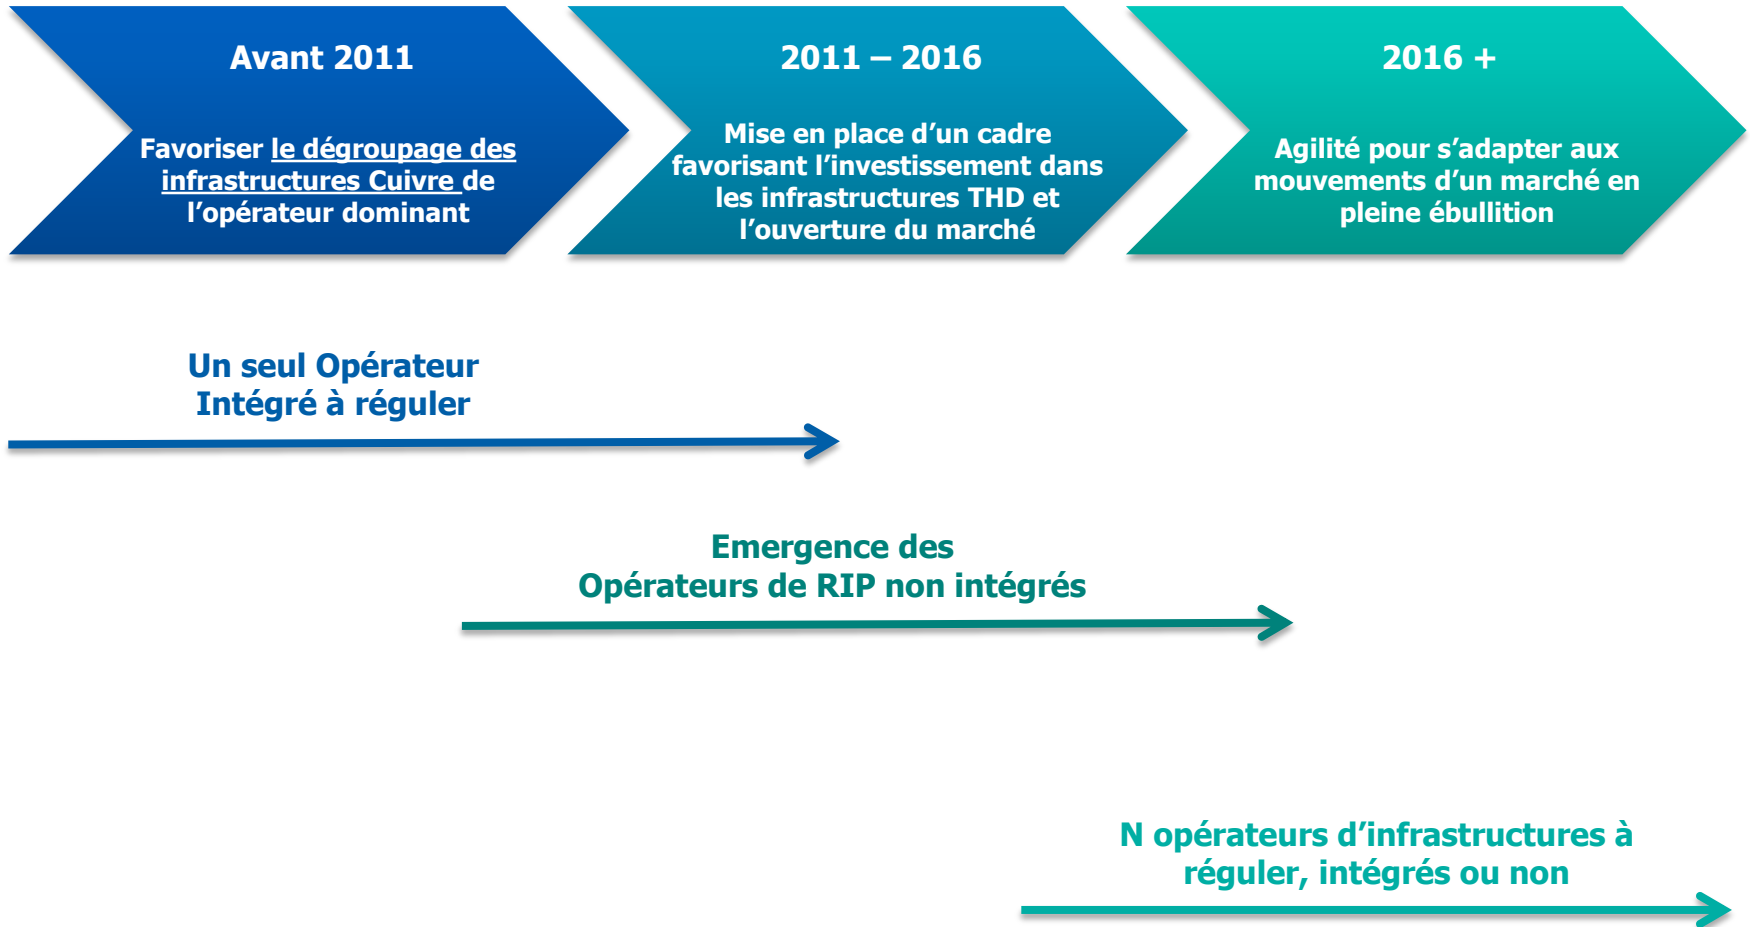 Avant 2011
Favoriser le dégroupage des
infrastructures Cuivre de
l’opérateur dominant
2011 – 2016
Mise en place d’un cadre
favorisant l’investissement dans
les infrastructures THD et
l’ouverture du marché
2016 +
Agilité pour s’adapter aux
mouvements d’un marché en
pleine ébullition
Un seul Opérateur
Intégré à réguler
Emergence des
Opérateurs de RIP non intégrés
N opérateurs d’infrastructures à
réguler, intégrés ou non